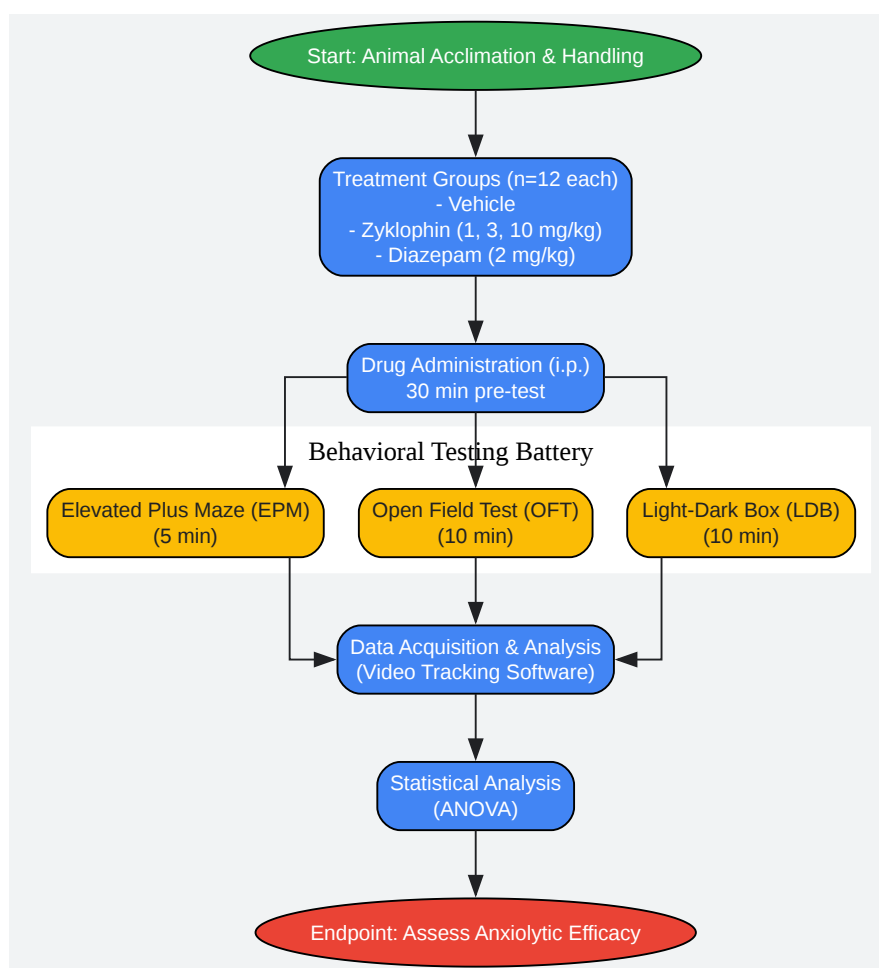 Start: Animal Acclimation & Handling
Treatment Groups (n=12 each)
- Vehicle
- Zyklophin (1, 3, 10 mg/kg)
- Diazepam (2 mg/kg)
Drug Administration (i.p.)
30 min pre-test
Behavioral Testing Battery
Elevated Plus Maze (EPM)
(5 min)
Open Field Test (OFT)
(10 min)
Light-Dark Box (LDB)
(10 min)
Data Acquisition & Analysis
(Video Tracking Software)
Statistical Analysis
(ANOVA)
Endpoint: Assess Anxiolytic Efficacy